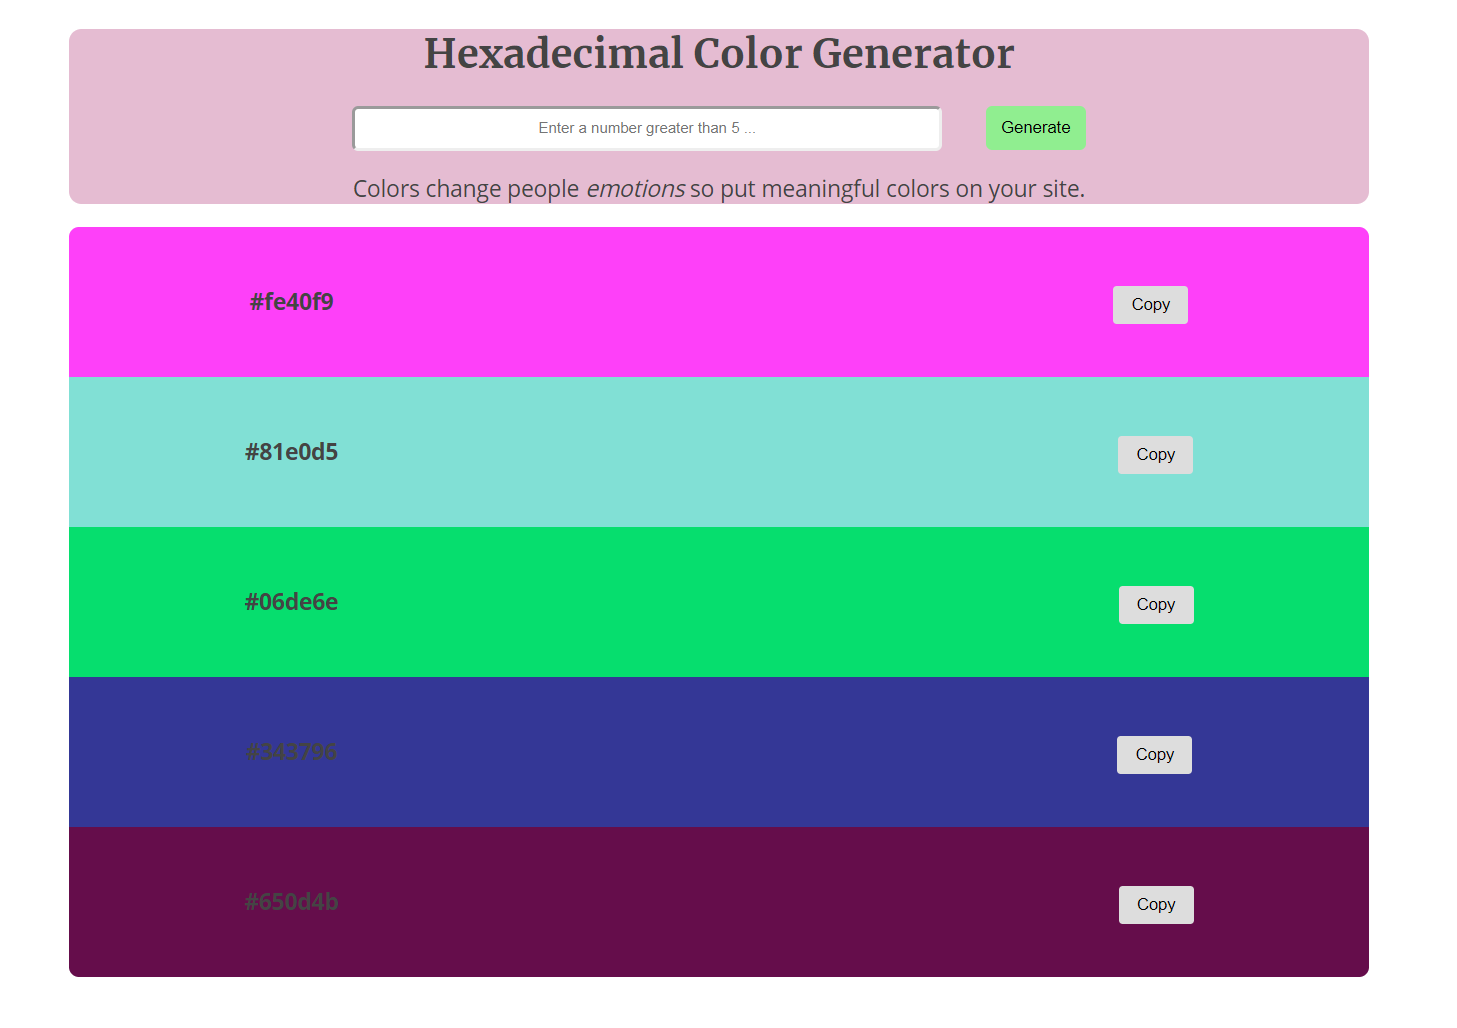 Hexadecimal Color Generator
Enter a number greater than 5 ...
Generate
Colors change people emotions so put meaningful colors on your site.
#fe40f9
Copy
#81e0d5
Copy
#06de6e
Copy
#343796
Copy
#650d4b
Copy